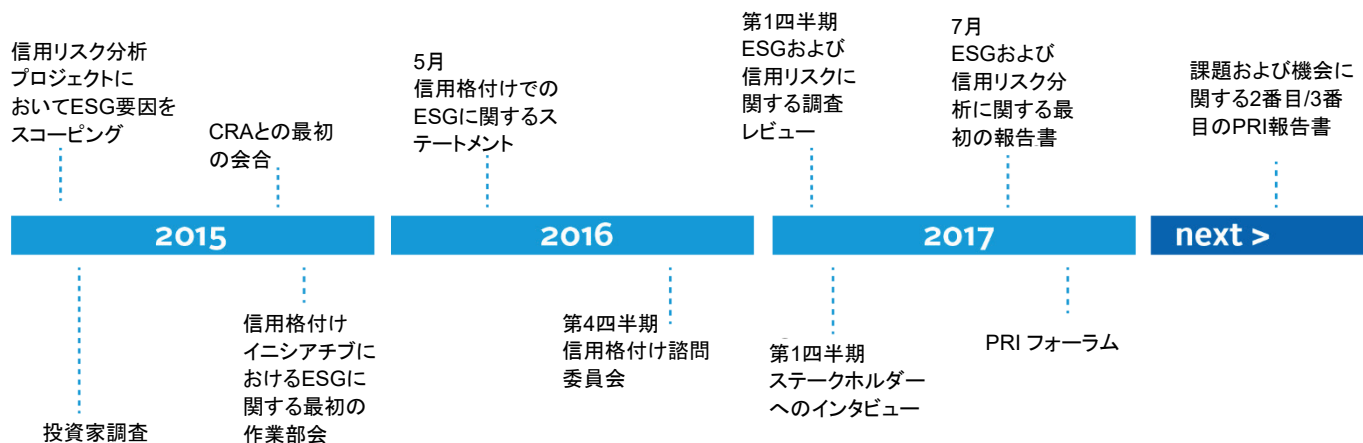 信用リスク分析
プロジェクトに
おいてESG要因を
スコーピング
CRAとの最初
の会合
5月
信用格付けでの
ESGに関するス
テートメント
第1四半期
ESGおよび
信用リスクに
関する調査
レビュー
7月
ESGおよび
信用リスク分
析に関する最
初の報告書
課題および機会に
関する2番目/3番
目のPRI報告書
2015
2016
2017
next >
投資家調査
信用格付け
イニシアチブに
おけるESGに
関する最初の
作業部会
第4四半期
信用格付け諮問
委員会
第1四半期
ステークホルダー
へのインタビュー
PRI フォーラム